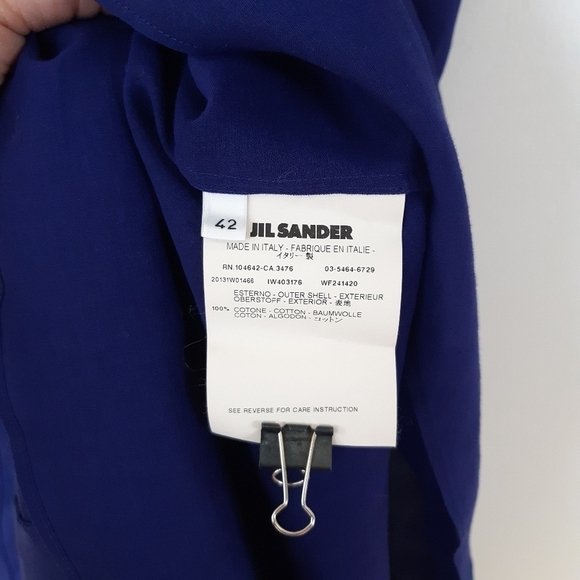 42
JIL SANDER
MADE IN ITALY - FABRIQUE EN ITALIE -
イタリー 製
RN.104642-CA.3476 03-5464-6729
20131W01466 IW403176 WF241420
ESTERNO - OUTER SHELL - EXTERIEUR
OBERSTOFF - EXTERIOR - 表地
100% COTONE - COTTON - BAUMWOLLE
COTON - ALGODON - コットン
SEE REVERSE FOR CARE INSTRUCTION